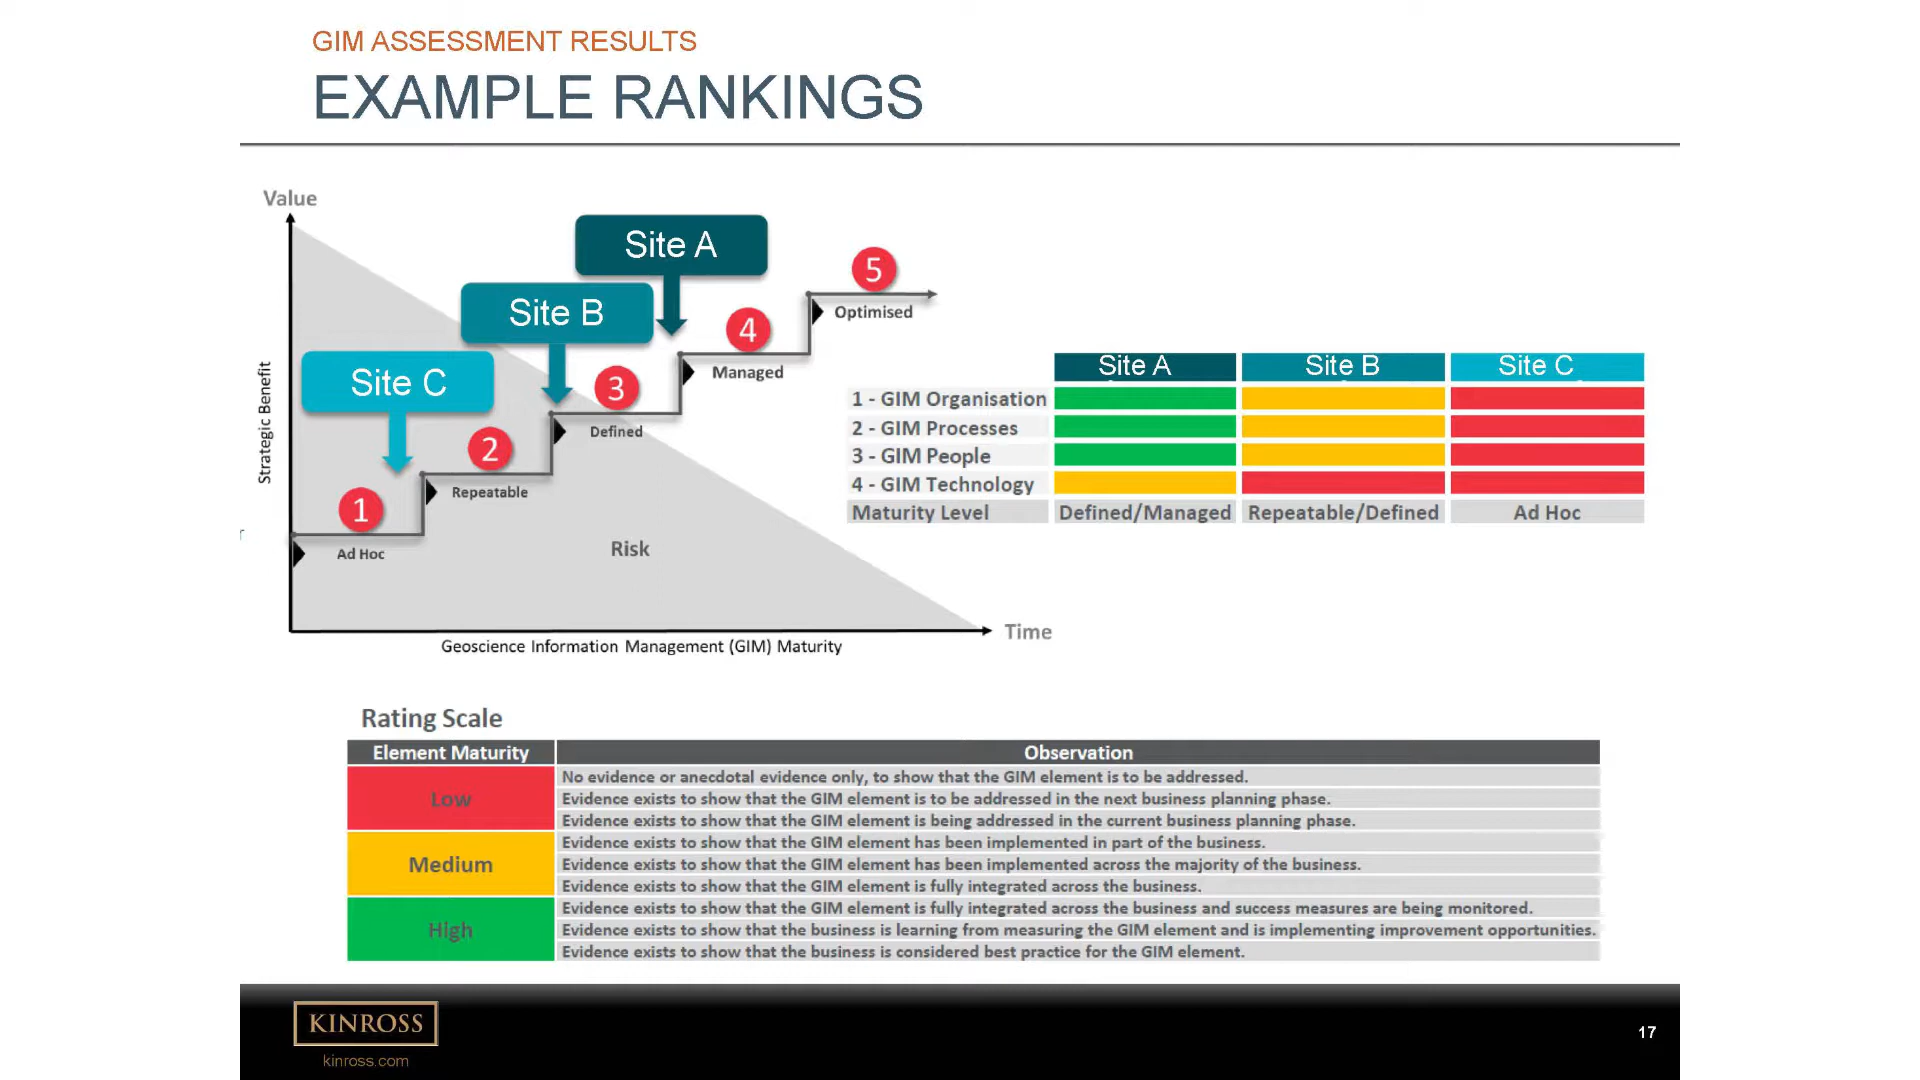 GIM ASSESSMENT RESULTS
EXAMPLE RANKINGS
Value
Strategic Benefit
Site A
Site B
Site C
5
Optimised
4
Managed
3
Defined
2
Repeatable
1
Ad Hoc
Risk
Time
Geoscience Information Management (GIM) Maturity
Site A Site B Site C
1 - GIM Organisation
2 - GIM Processes
3 - GIM People
4 - GIM Technology
Maturity Level Defined/Managed Repeatable/Defined Ad Hoc
Rating Scale
Element Maturity Observation
Low
No evidence or anecdotal evidence only, to show that the GIM element is to be addressed.
Evidence exists to show that the GIM element is to be addressed in the next business planning phase.
Evidence exists to show that the GIM element is being addressed in the current business planning phase.
Medium
Evidence exists to show that the GIM element has been implemented in part of the business.
Evidence exists to show that the GIM element has been implemented across the majority of the business.
Evidence exists to show that the GIM element is fully integrated across the business.
High
Evidence exists to show that the GIM element is fully integrated across the business and success measures are being monitored.
Evidence exists to show that the business is learning from measuring the GIM element and is implementing improvement opportunities.
Evidence exists to show that the business is considered best practice for the GIM element.
KINROSS
kinross.com
17